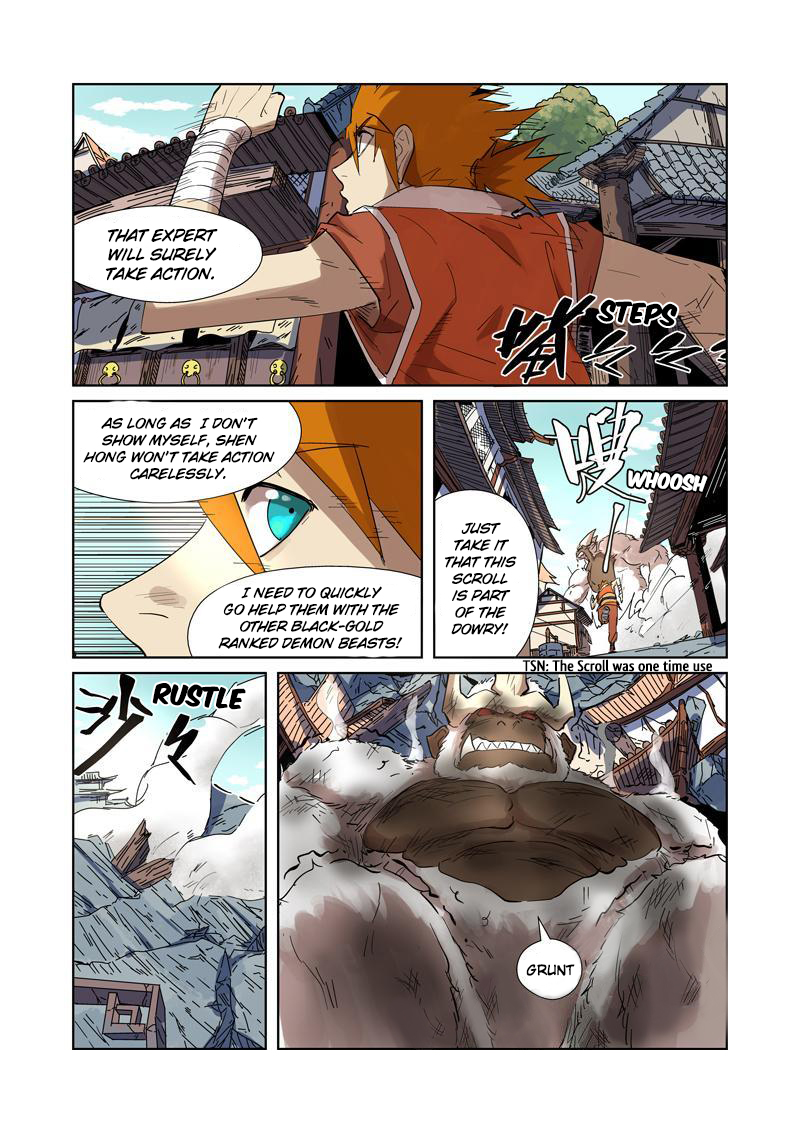 THAT EXPERT
WILL SURELY
TAKE ACTION.
STEPS
AS LONG AS I DON'T
SHOW MYSELF, SHEN
HONG WON'T TAKE ACTION
CARELESSLY.
I NEED TO QUICKLY
GO HELP THEM WITH THE
OTHER BLACK-GOLD
RANKED DEMON BEASTS!
嗖
WHOOSH
JUST
TAKE IT
THAT THIS
SCROLL
IS PART
OF THE
DOWRY!
TSN: The Scroll was one time use
沙
RUSTLE
GRUNT